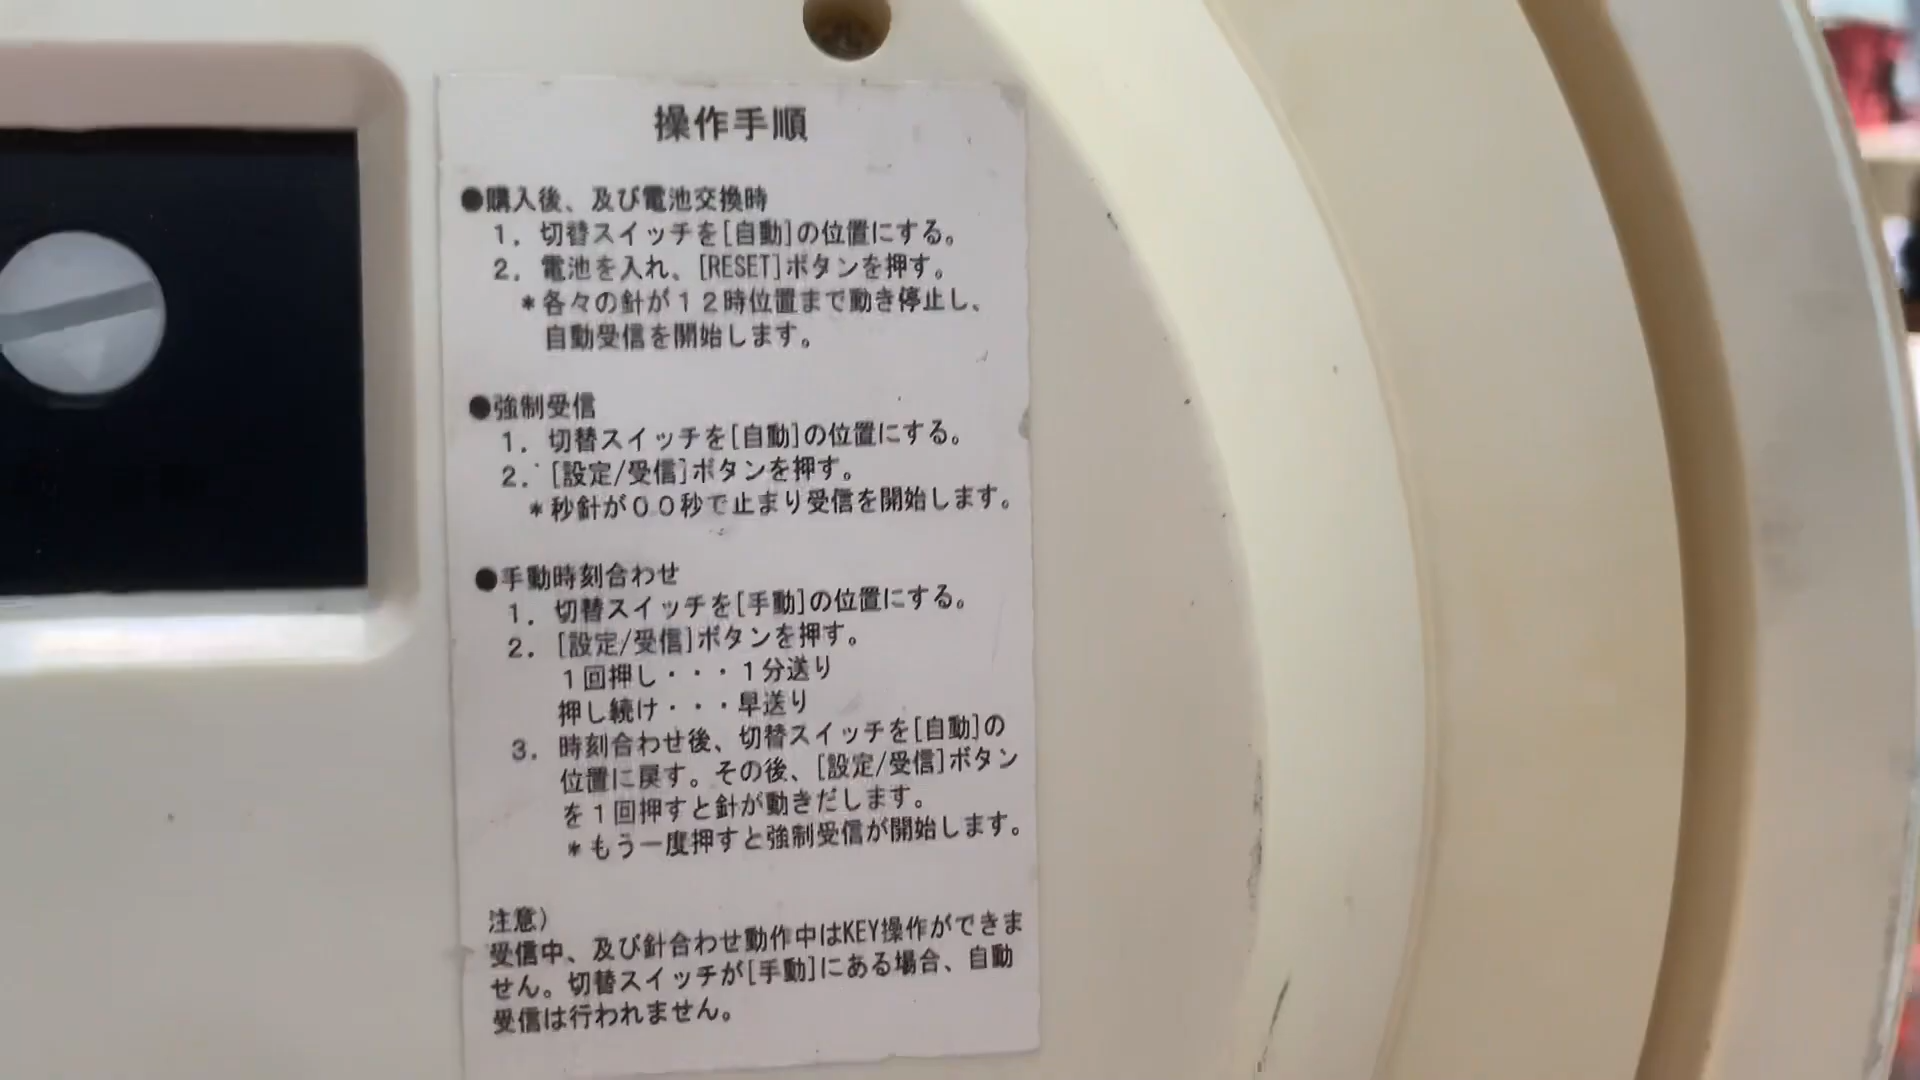 操作手順
●購入後、及び電池交換時
1. 切替スイッチを[自動]の位置にする。
2. 電池を入れ、[RESET]ボタンを押す。
*各々の針が12時位置まで動き停止し、
自動受信を開始します。
●強制受信
1. 切替スイッチを[自動]の位置にする。
2. [設定/受信]ボタンを押す。
*秒針が00秒で止まり受信を開始します。
●手動時刻合わせ
1. 切替スイッチを[手動]の位置にする。
2. [設定/受信]ボタンを押す。
1回押し・・・1分送り
押し続け・・・早送り
3. 時刻合わせ後、切替スイッチを[自動]の
位置に戻す。その後、[設定/受信]ボタン
を1回押すと針が動きだします。
*もう一度押すと強制受信が開始します。
注意)
受信中、及び針合わせ動作中はKEY操作ができま
せん。切替スイッチが[手動]にある場合、自動
受信は行われません。